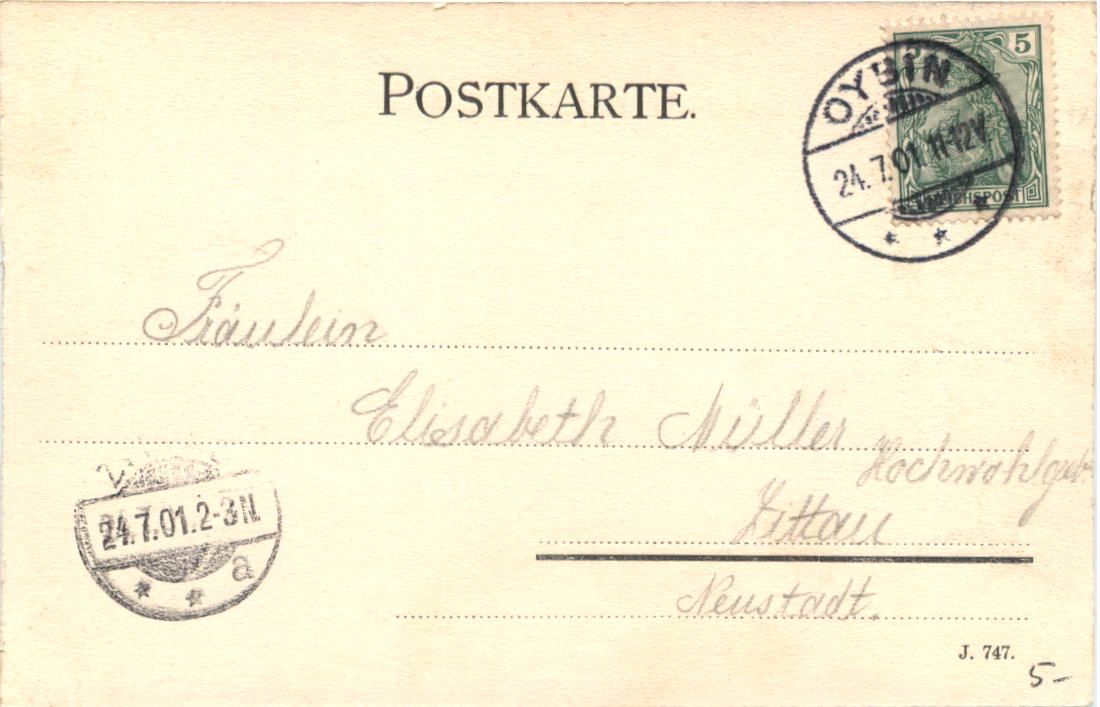 POSTKARTE.
5
OYBIN
24.7.01.11-12V
REICHSPOST
Fräulein
Elisabeth Müller
Hochwohlgeb.
Zittau
24.7.01.2-3N.
a
Neustadt.
J. 747.
5-